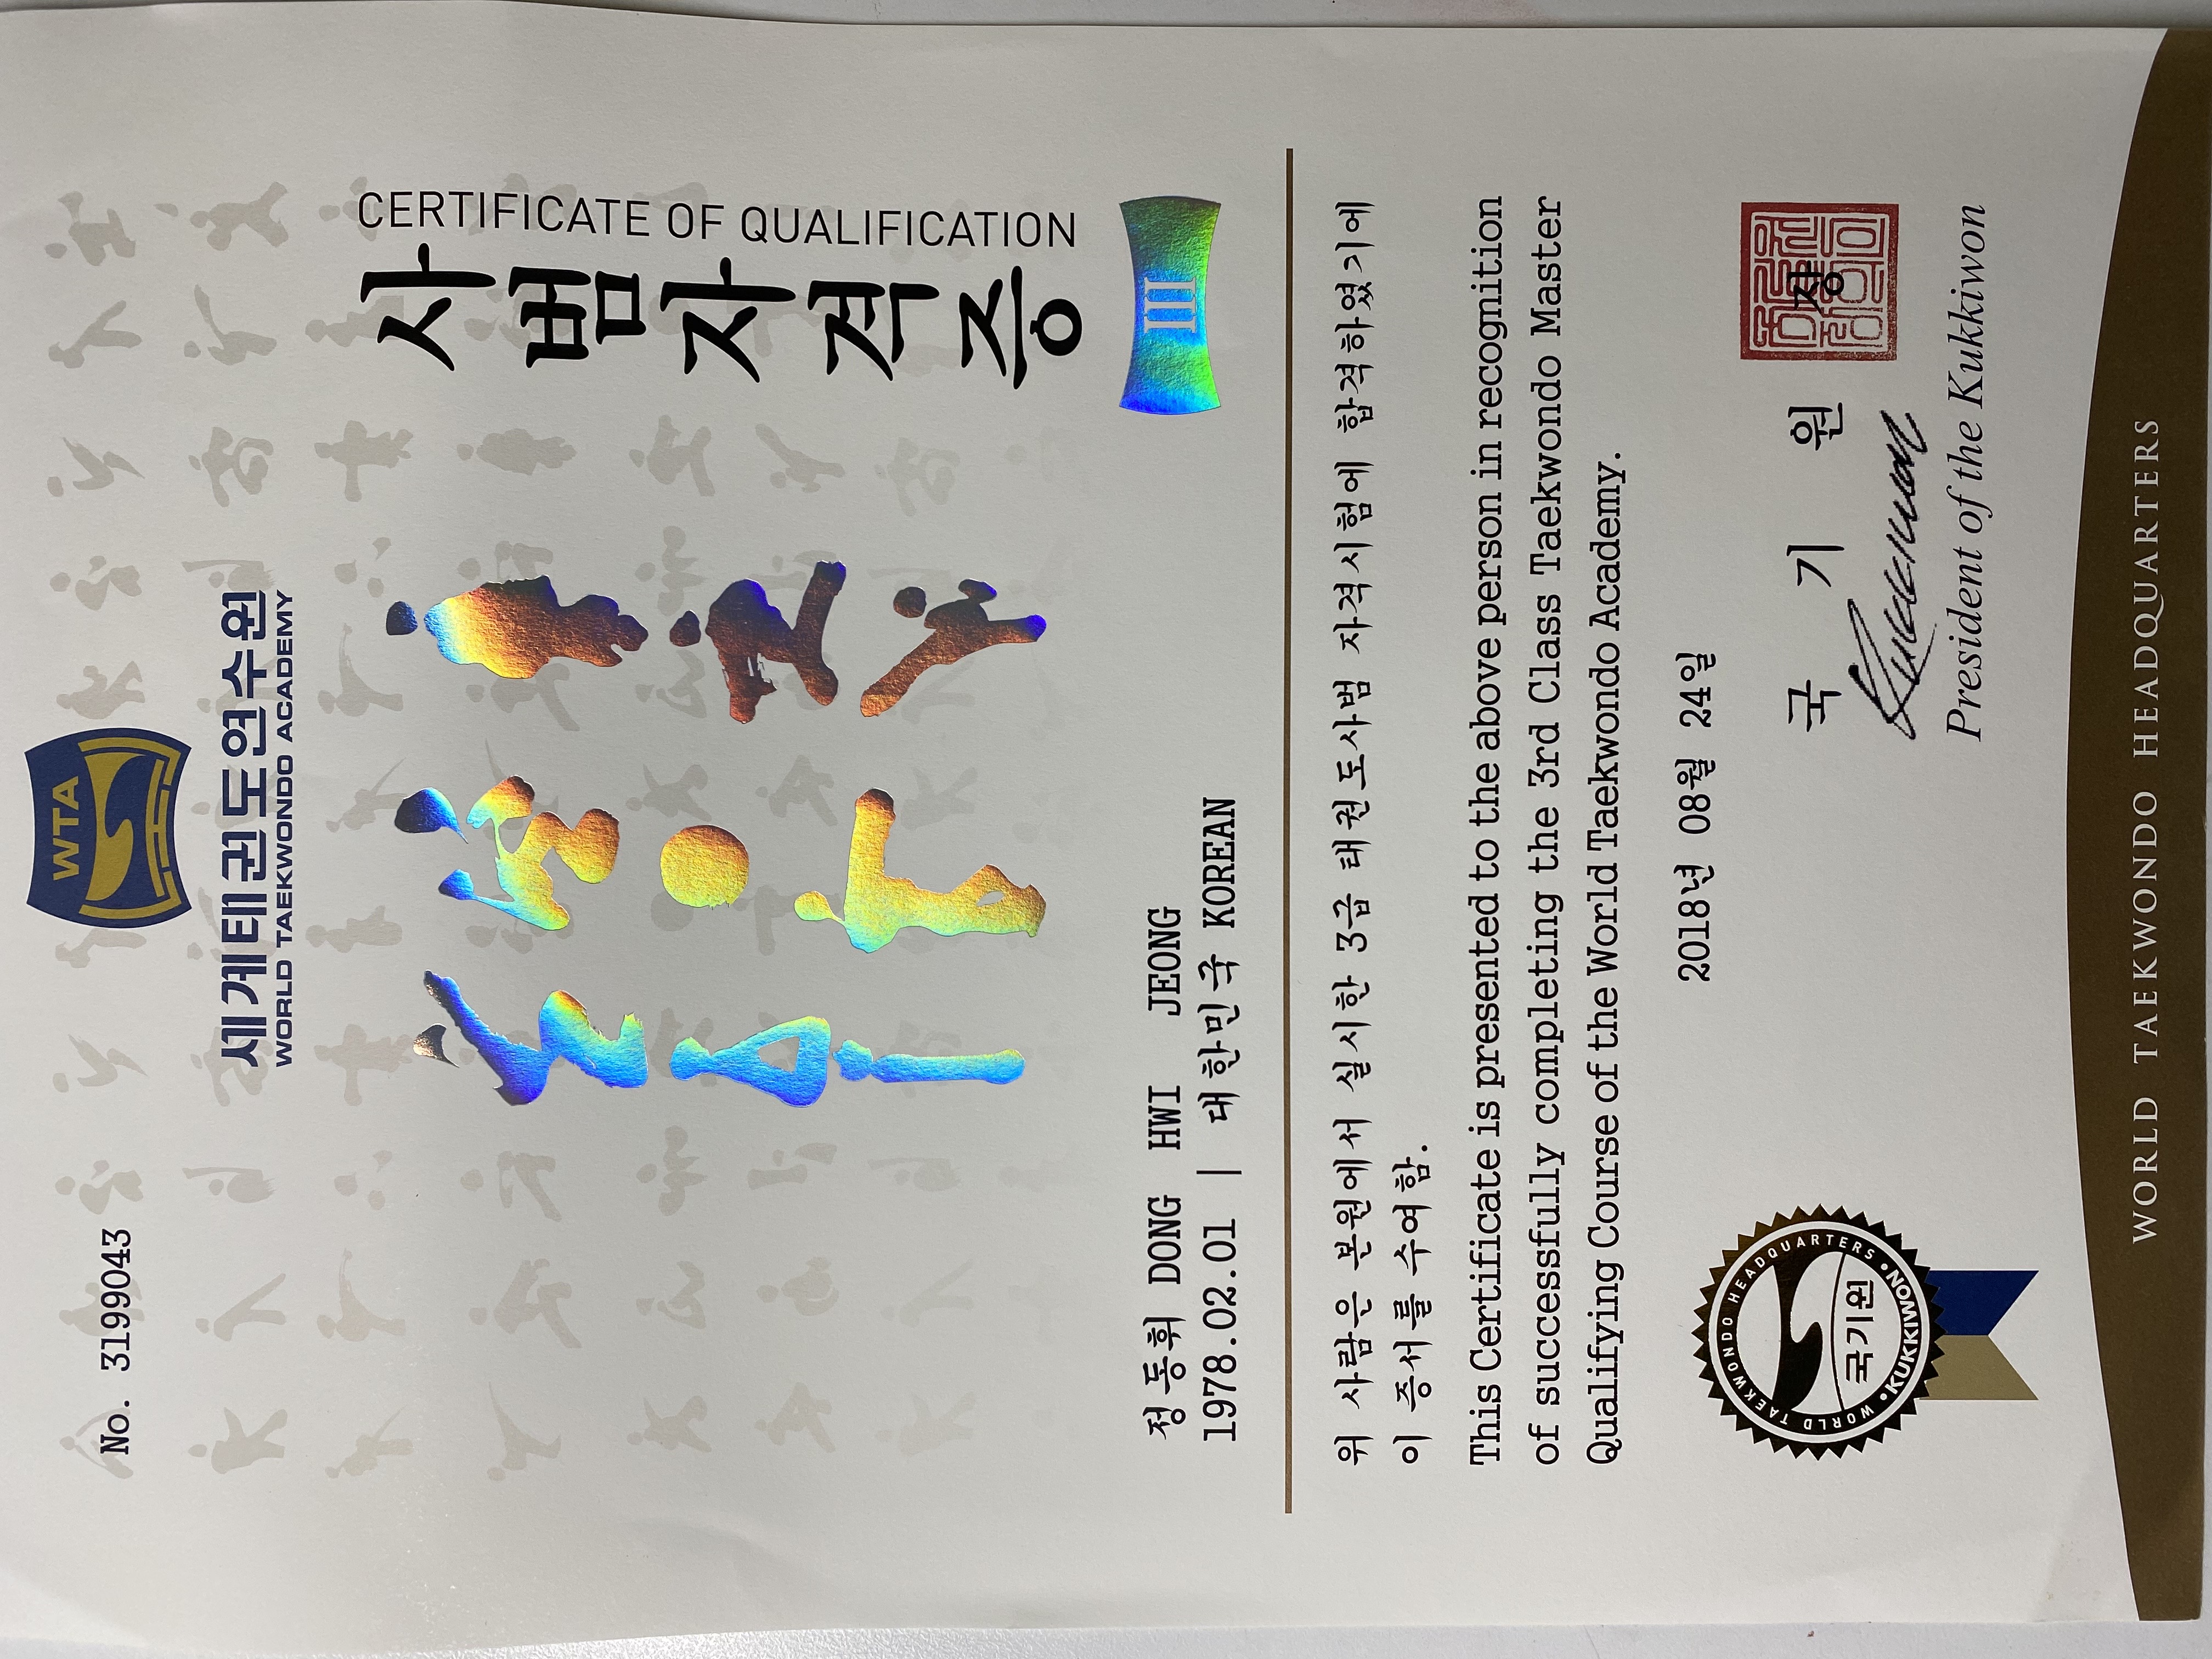 No. 31990943
WTA
세계태권도연수원
WORLD TAEKWONDO ACADEMY
CERTIFICATE OF QUALIFICATION
사범자격증
III
정동휘 DONG HWI JEONG
1978.02.01 | 대한민국 KOREAN
위 사람은 본원에서 실시한 3급 태권도사범 자격시험에 합격하였기에
이 증서를 수여함.
This Certificate is presented to the above person in recognition
of successfully completing the 3rd Class Taekwondo Master
Qualifying Course of the World Taekwondo Academy.
2018년 08월 24일
국 기 원 장
President of the Kukkiwon
WORLD TAEKWONDO HEADQUARTERS
국기원
KUKKIWON
WORLD TAEKWONDO HEADQUARTERS